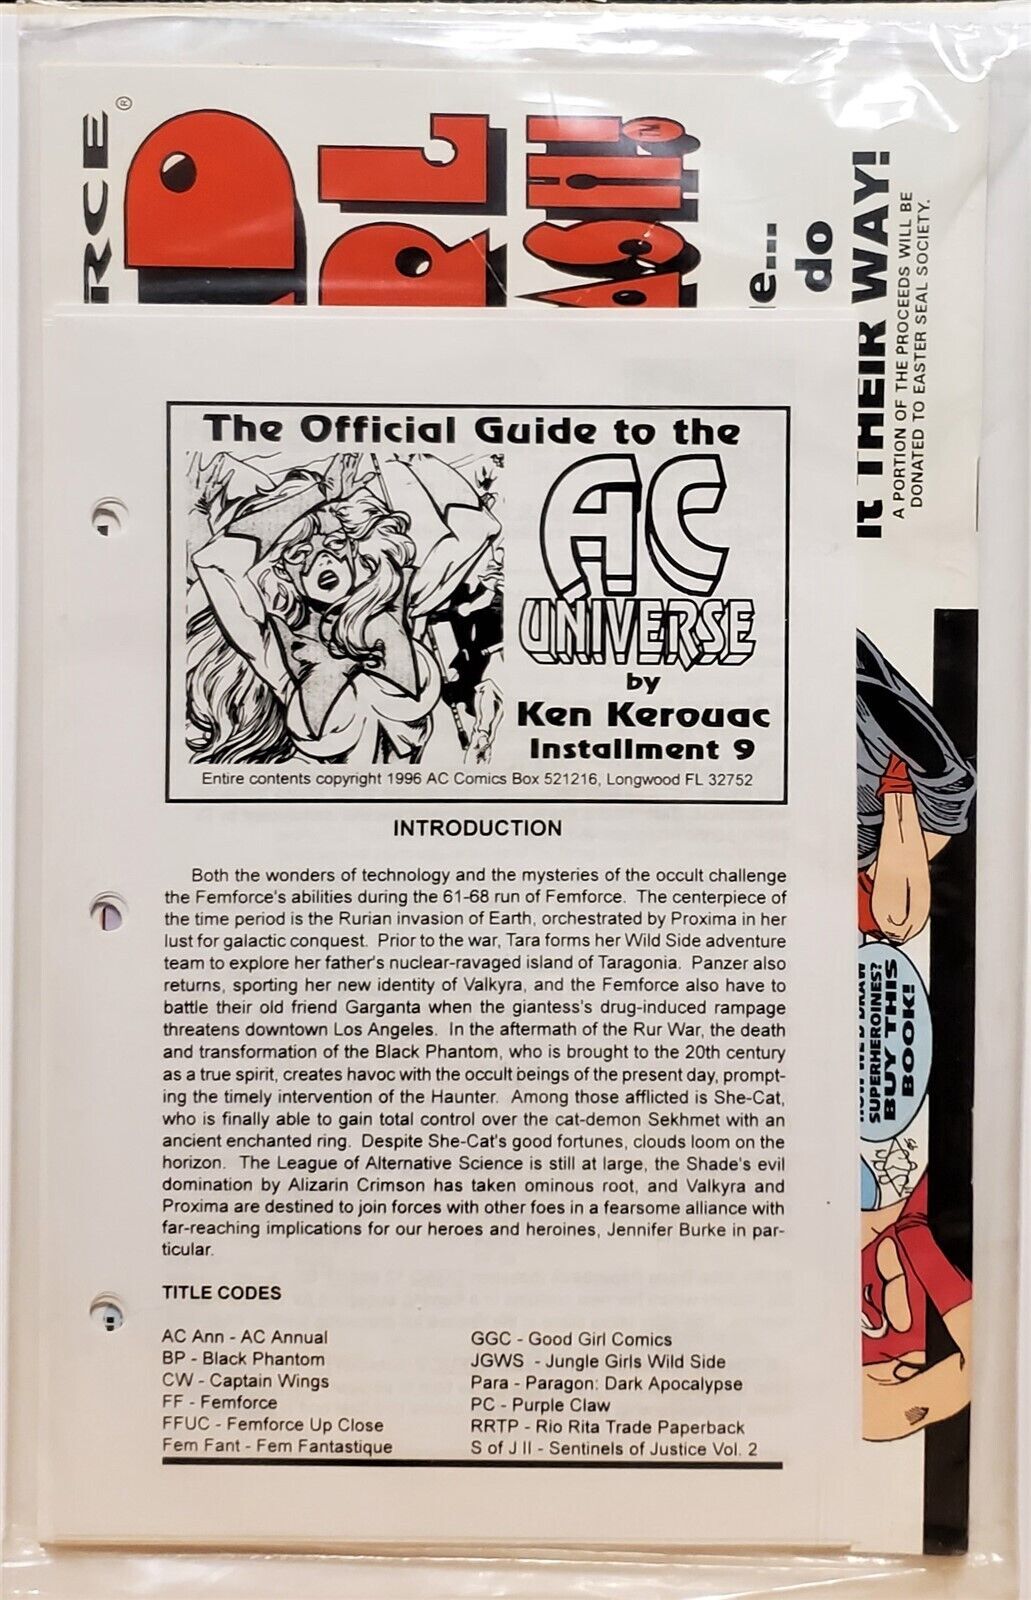 RCE®
D
RL
ASH!™
e...
do
it THEIR WAY!
A PORTION OF THE PROCEEDS WILL BE
DONATED TO EASTER SEAL SOCIETY.
The Official Guide to the
AC
UNIVERSE
by
Ken Kerouac
Installment 9
Entire contents copyright 1996 AC Comics Box 521216, Longwood FL 32752
INTRODUCTION
Both the wonders of technology and the mysteries of the occult challenge
the Femforce's abilities during the 61-68 run of Femforce. The centerpiece of
the time period is the Rurian invasion of Earth, orchestrated by Proxima in her
lust for galactic conquest. Prior to the war, Tara forms her Wild Side adventure
team to explore her father's nuclear-ravaged island of Taragonia. Panzer also
returns, sporting her new identity of Valkyra, and the Femforce also have to
battle their old friend Garganta when the giantess's drug-induced rampage
threatens downtown Los Angeles. In the aftermath of the Rur War, the death
and transformation of the Black Phantom, who is brought to the 20th century
as a true spirit, creates havoc with the occult beings of the present day, prompt-
ing the timely intervention of the Haunter. Among those afflicted is She-Cat,
who is finally able to gain total control over the cat-demon Sekhmet with an
ancient enchanted ring. Despite She-Cat's good fortunes, clouds loom on the
horizon. The League of Alternative Science is still at large, the Shade's evil
domination by Alizarin Crimson has taken ominous root, and Valkyra and
Proxima are destined to join forces with other foes in a fearsome alliance with
far-reaching implications for our heroes and heroines, Jennifer Burke in par-
ticular.
TITLE CODES
AC Ann - AC Annual
BP - Black Phantom
CW - Captain Wings
FF - Femforce
FFUC - Femforce Up Close
Fem Fant - Fem Fantastique
GGC - Good Girl Comics
JGWS - Jungle Girls Wild Side
Para - Paragon: Dark Apocalypse
PC - Purple Claw
RRTP - Rio Rita Trade Paperback
S of J II - Sentinels of Justice Vol. 2
SUPERHEROINES?
BUY THIS
BOOK!